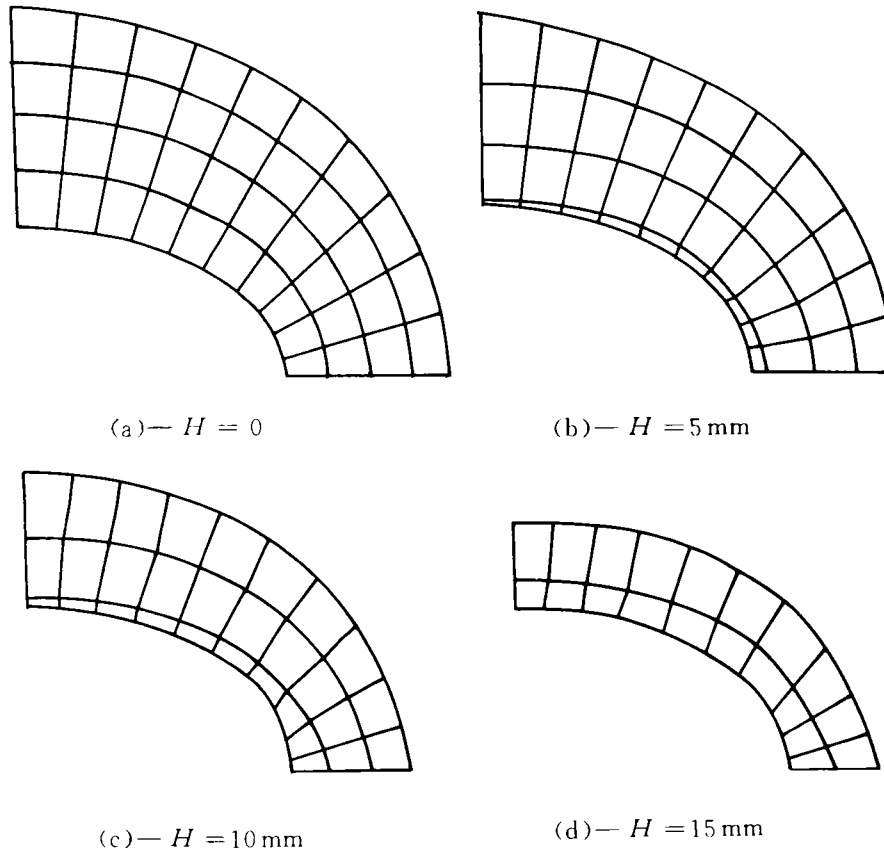 (a)— H = 0
(b)— H = 5 mm
(c)— H = 10 mm
(d)— H = 15 mm